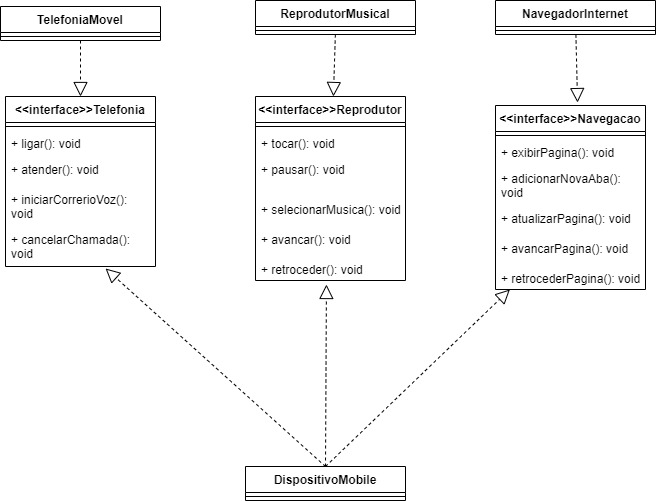 TelefoniaMovel
ReprodutorMusical
NavegadorInternet
<<interface>>Telefonia
+ ligar(): void
+ atender(): void
+ iniciarCorrerioVoz():
void
+ cancelarChamada():
void
<<interface>>Reprodutor
+ tocar(): void
+ pausar(): void
+ selecionarMusica(): void
+ avancar(): void
+ retroceder(): void
<<interface>>Navegacao
+ exibirPagina(): void
+ adicionarNovaAba():
void
+ atualizarPagina(): void
+ avancarPagina(): void
+ retrocederPagina(): void
DispositivoMobile